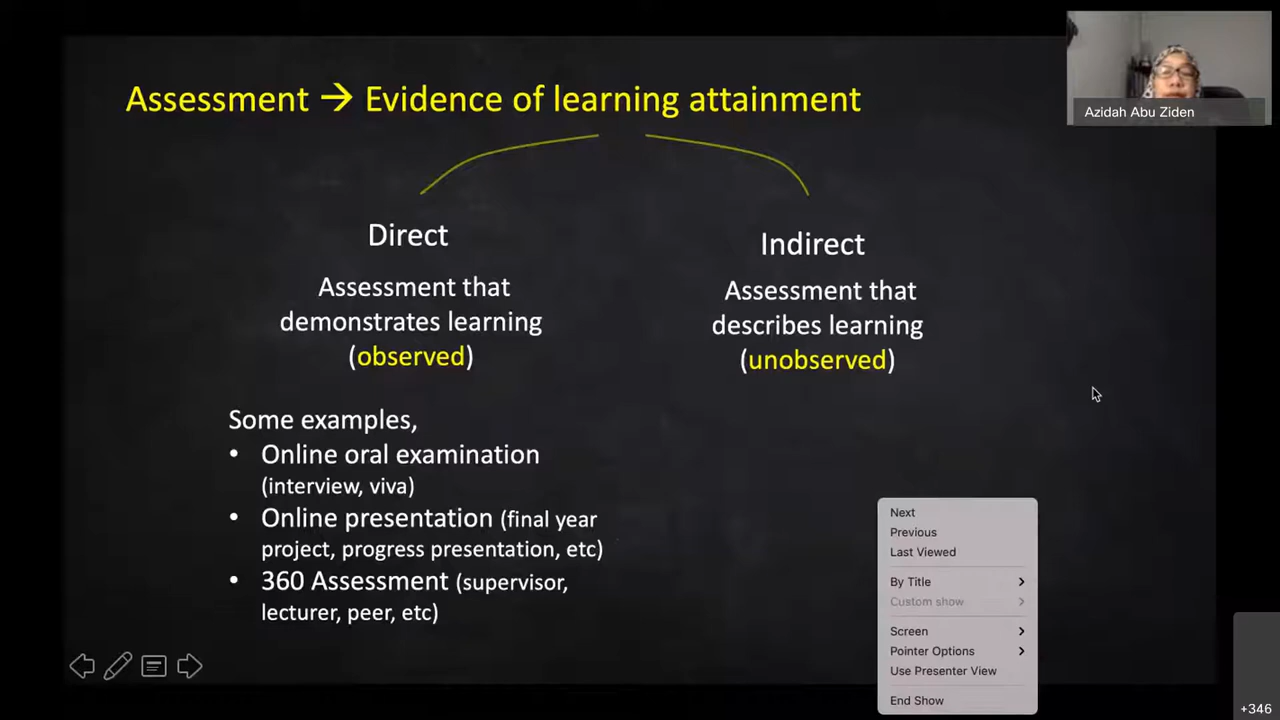 Assessment → Evidence of learning attainment
Azidah Abu Ziden
Direct
Assessment that
demonstrates learning
(observed)
Indirect
Assessment that
describes learning
(unobserved)
Some examples,
• Online oral examination
(interview, viva)
• Online presentation (final year
project, progress presentation, etc)
• 360 Assessment (supervisor,
lecturer, peer, etc)
Next
Previous
Last Viewed
By Title
Custom show
Screen
Pointer Options
Use Presenter View
End Show
+346